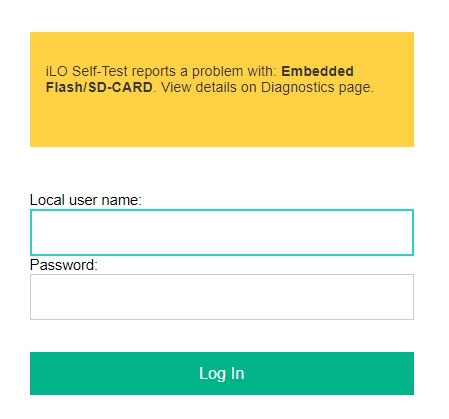 iLO Self-Test reports a problem with: Embedded
Flash/SD-CARD. View details on Diagnostics page.
Local user name:
Password:
Log In